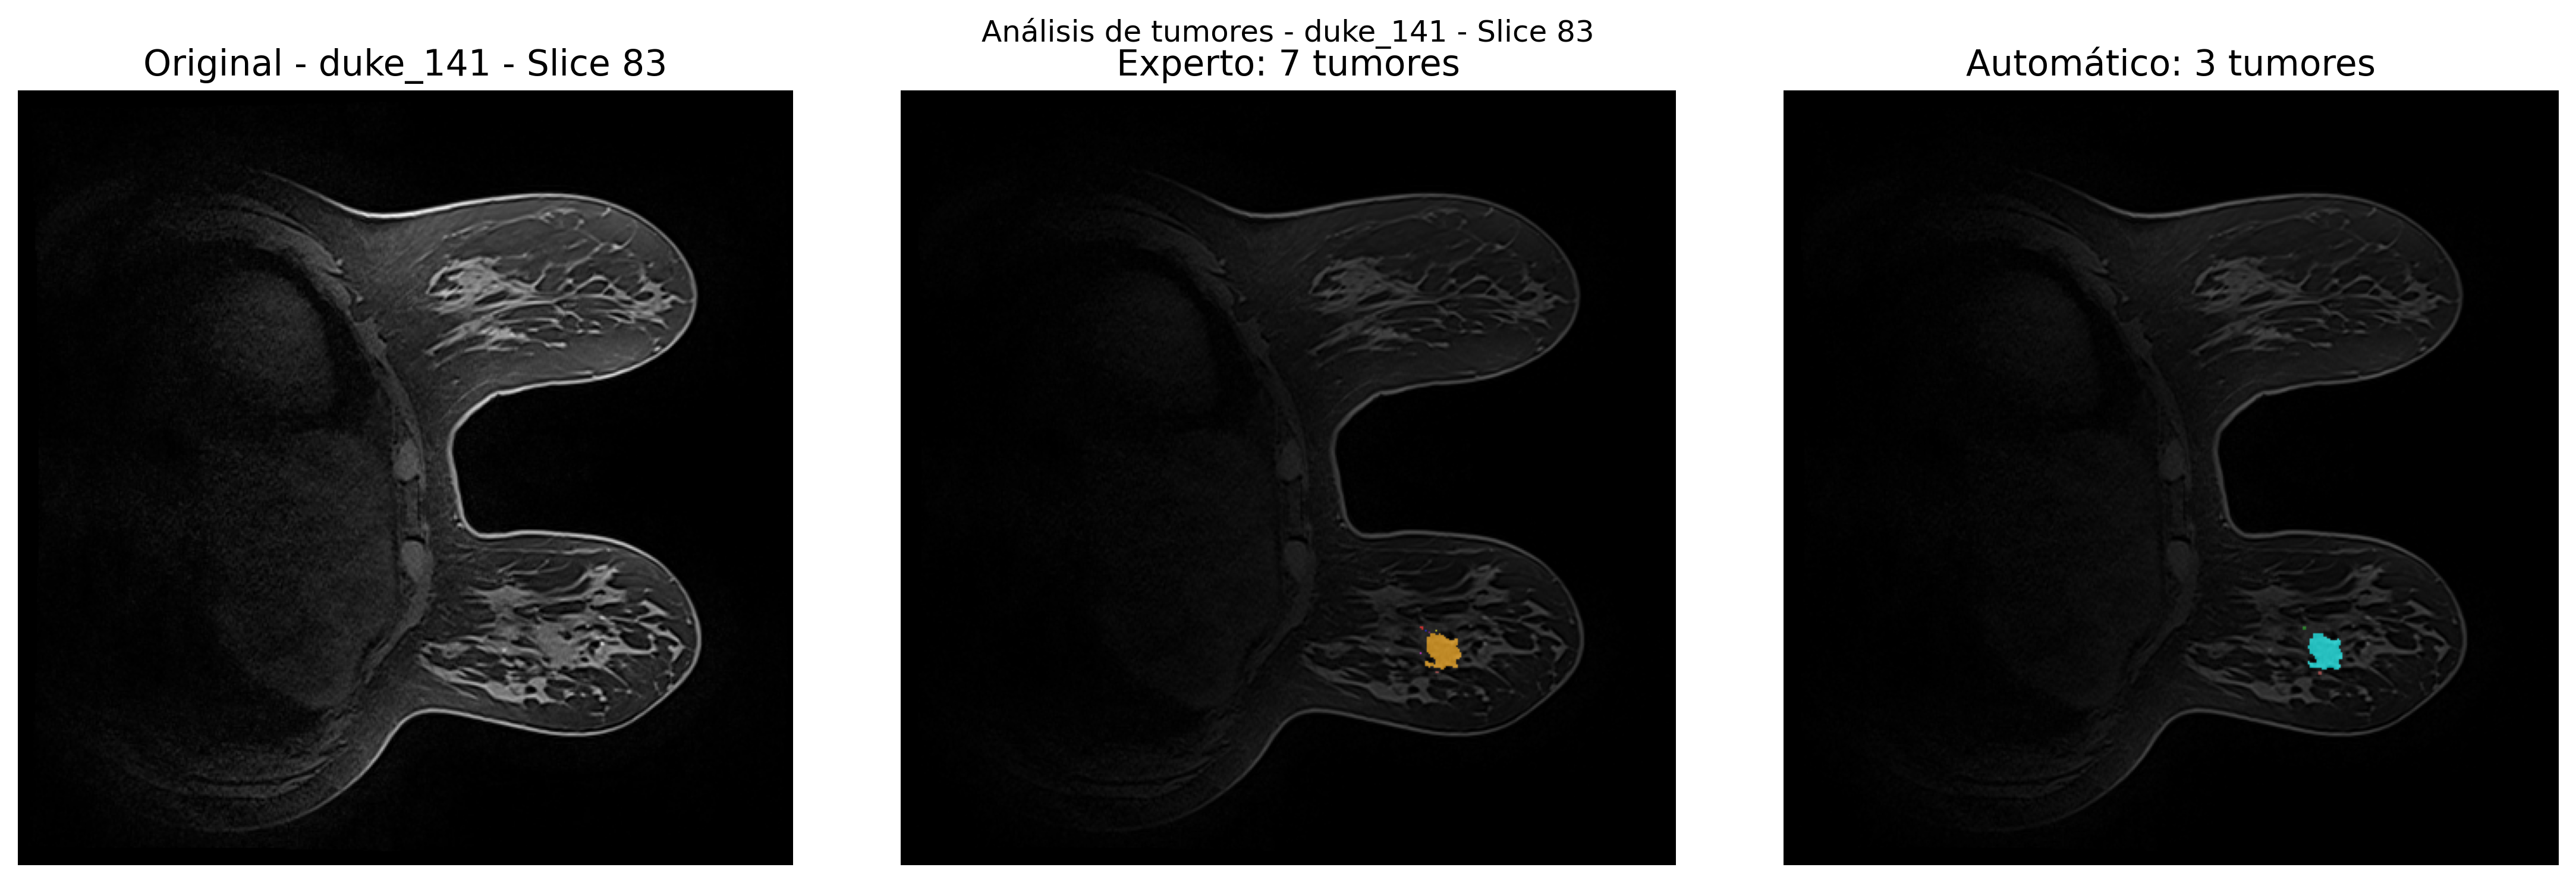 Análisis de tumores - duke_141 - Slice 83
Original - duke_141 - Slice 83
Experto: 7 tumores
Automático: 3 tumores